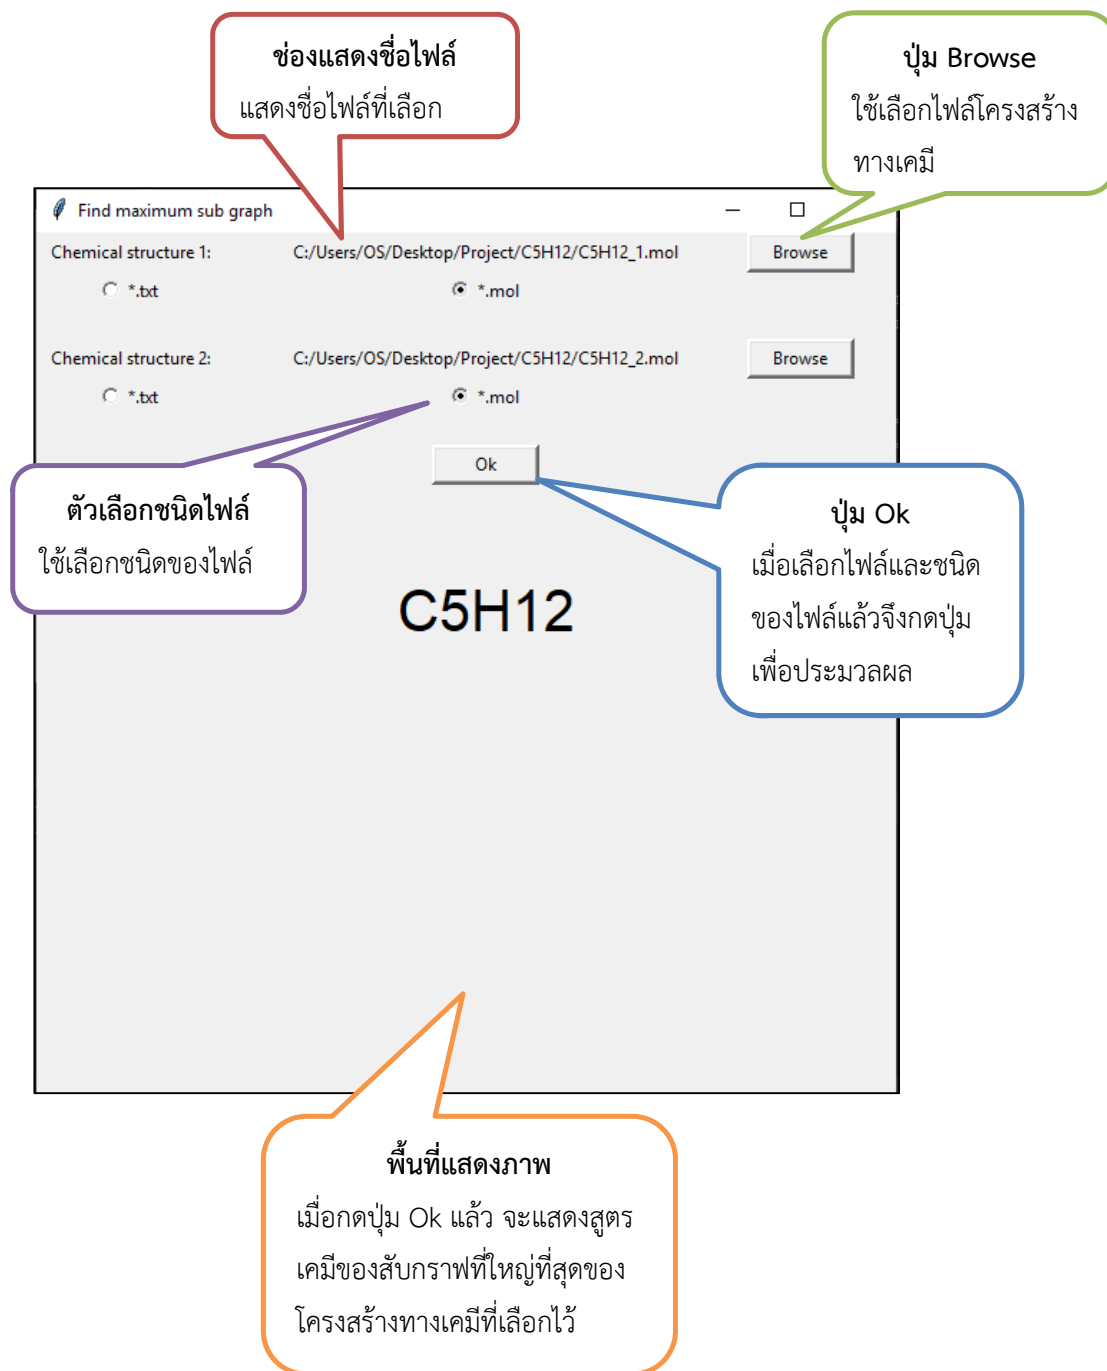 ช่องแสดงชื่อไฟล์
แสดงชื่อไฟล์ที่เลือก
ปุ่ม Browse
ใช้เลือกไฟล์โครงสร้าง
ทางเคมี
Find maximum sub graph
Chemical structure 1:
C:/Users/OS/Desktop/Project/C5H12/C5H12_1.mol
Browse
*.txt
*.mol
Chemical structure 2:
C:/Users/OS/Desktop/Project/C5H12/C5H12_2.mol
Browse
*.txt
*.mol
Ok
ตัวเลือกชนิดไฟล์
ใช้เลือกชนิดของไฟล์
ปุ่ม Ok
เมื่อเลือกไฟล์และชนิด
ของไฟล์แล้วจึงกดปุ่ม
เพื่อประมวลผล
C5H12
พื้นที่แสดงภาพ
เมื่อกดปุ่ม Ok แล้ว จะแสดงสูตร
เคมีของสับกราฟที่ใหญ่ที่สุดของ
โครงสร้างทางเคมีที่เลือกไว้